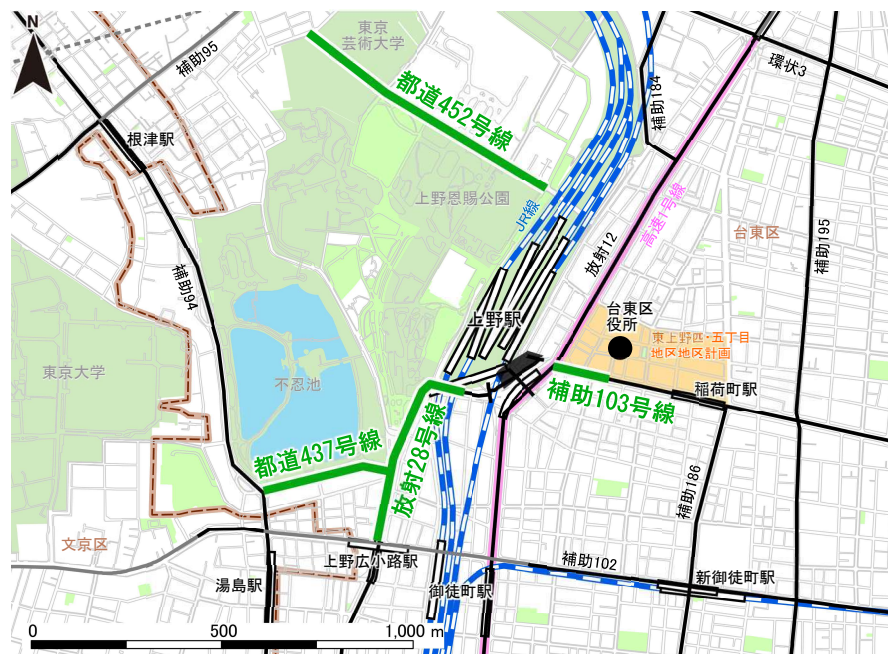 N
東京
芸術大学
補助95
都道452号線
環状3
補助184
根津駅
上野恩賜公園
JR線
高速1号線
台東区
補助195
放射12
補助94
台東区
役所
上野駅
東上野四・五丁目
地区地区計画
東京大学
不忍池
稲荷町駅
補助103号線
都道437号線
放射28号線
補助186
文京区
上野広小路駅
補助102
湯島駅
御徒町駅
新御徒町駅
0 500 1,000 m